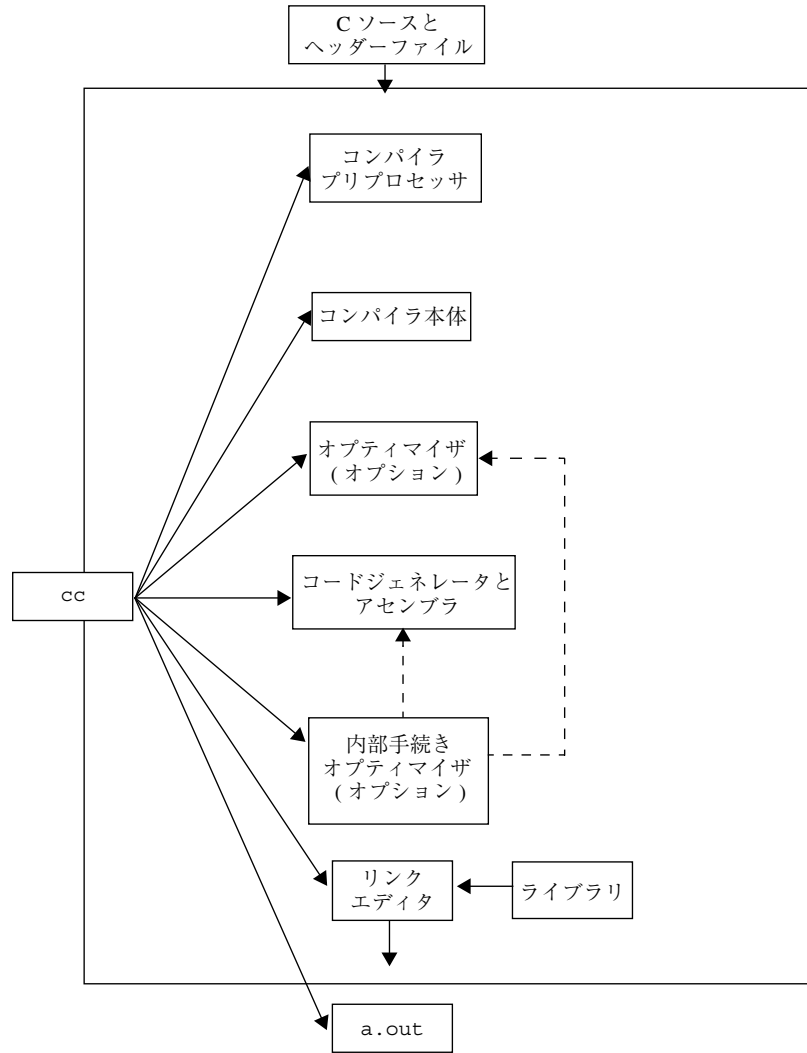 C ソースと
ヘッダーファイル
コンパイラ
プリプロセッサ
コンパイラ本体
オプティマイザ
( オプション )
cc
コードジェネレータと
アセンブラ
内部手続き
オプティマイザ
( オプション )
リンク
エディタ
ライブラリ
a.out